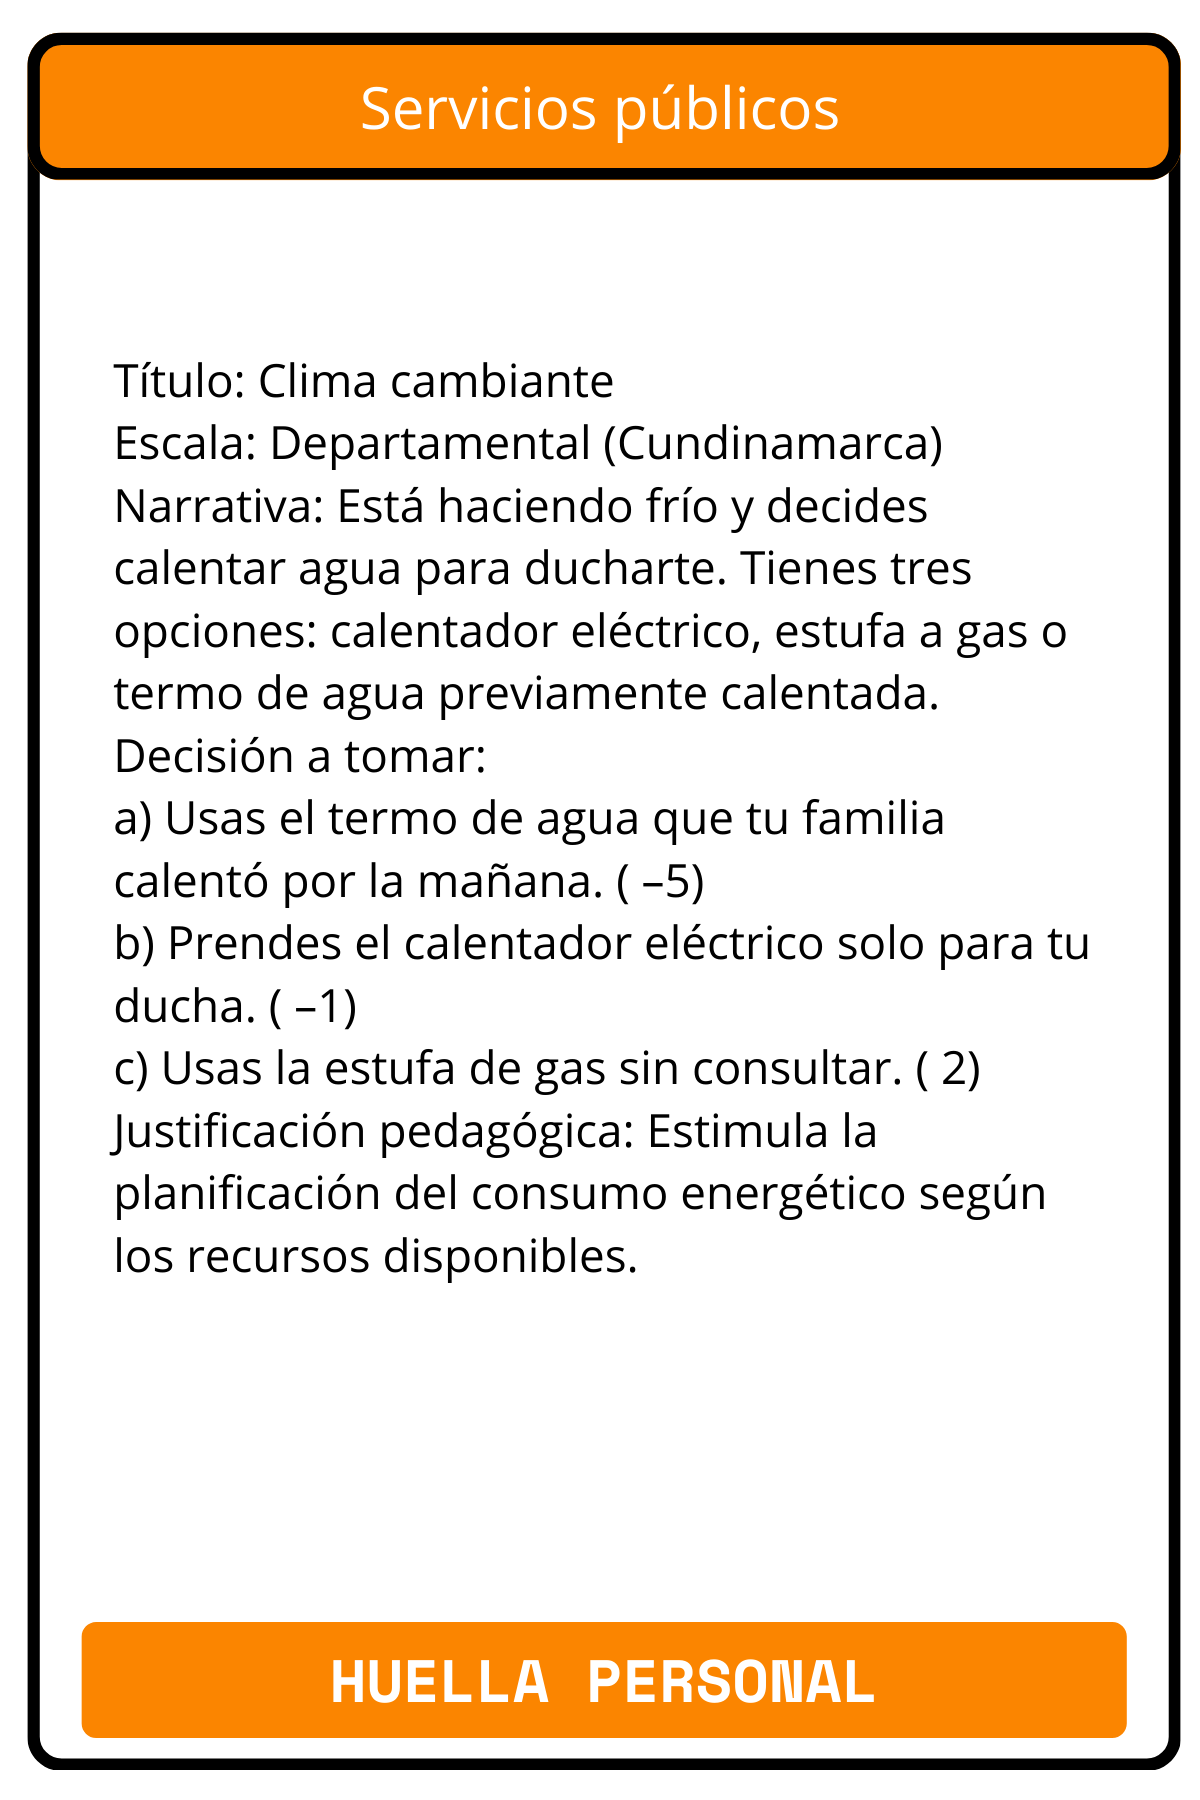 Servicios públicos
Título: Clima cambiante
Escala: Departamental (Cundinamarca)
Narrativa: Está haciendo frío y decides
calentar agua para ducharte. Tienes tres
opciones: calentador eléctrico, estufa a gas o
termo de agua previamente calentada.
Decisión a tomar:
a) Usas el termo de agua que tu familia
calentó por la mañana. ( –5)
b) Prendes el calentador eléctrico solo para tu
ducha. ( –1)
c) Usas la estufa de gas sin consultar. ( 2)
Justificación pedagógica: Estimula la
planificación del consumo energético según
los recursos disponibles.
HUELLA PERSONAL